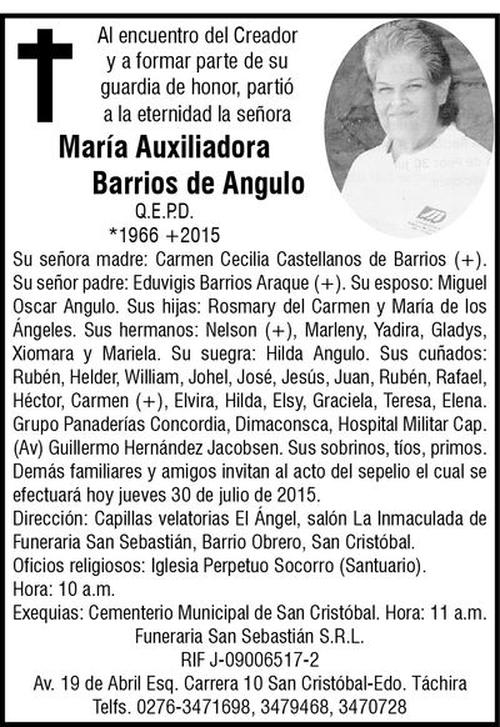 Al encuentro del Creador
y a formar parte de su
guardia de honor, partió
a la eternidad la señora
María Auxiliadora
Barrios de Angulo
Q.E.P.D.
*1966 +2015
Su señora madre: Carmen Cecilia Castellanos de Barrios (+).
Su señor padre: Eduvigis Barrios Araque (+). Su esposo: Miguel
Oscar Angulo. Sus hijas: Rosmary del Carmen y María de los
Ángeles. Sus hermanos: Nelson (+), Marleny, Yadira, Gladys,
Xiomara y Mariela. Su suegra: Hilda Angulo. Sus cuñados:
Rubén, Helder, William, Johel, José, Jesús, Juan, Rubén, Rafael,
Héctor, Carmen (+), Elvira, Hilda, Elsy, Graciela, Teresa, Elena.
Grupo Panaderías Concordia, Dimaconsca, Hospital Militar Cap.
(Av) Guillermo Hernández Jacobsen. Sus sobrinos, tíos, primos.
Demás familiares y amigos invitan al acto del sepelio el cual se
efectuará hoy jueves 30 de julio de 2015.
Dirección: Capillas velatorias El Ángel, salón La Inmaculada de
Funeraria San Sebastián, Barrio Obrero, San Cristóbal.
Oficios religiosos: Iglesia Perpetuo Socorro (Santuario).
Hora: 10 a.m.
Exequias: Cementerio Municipal de San Cristóbal. Hora: 11 a.m.
Funeraria San Sebastián S.R.L.
RIF J-09006517-2
Av. 19 de Abril Esq. Carrera 10 San Cristóbal-Edo. Táchira
Telfs. 0276-3471698, 3479468, 3470728